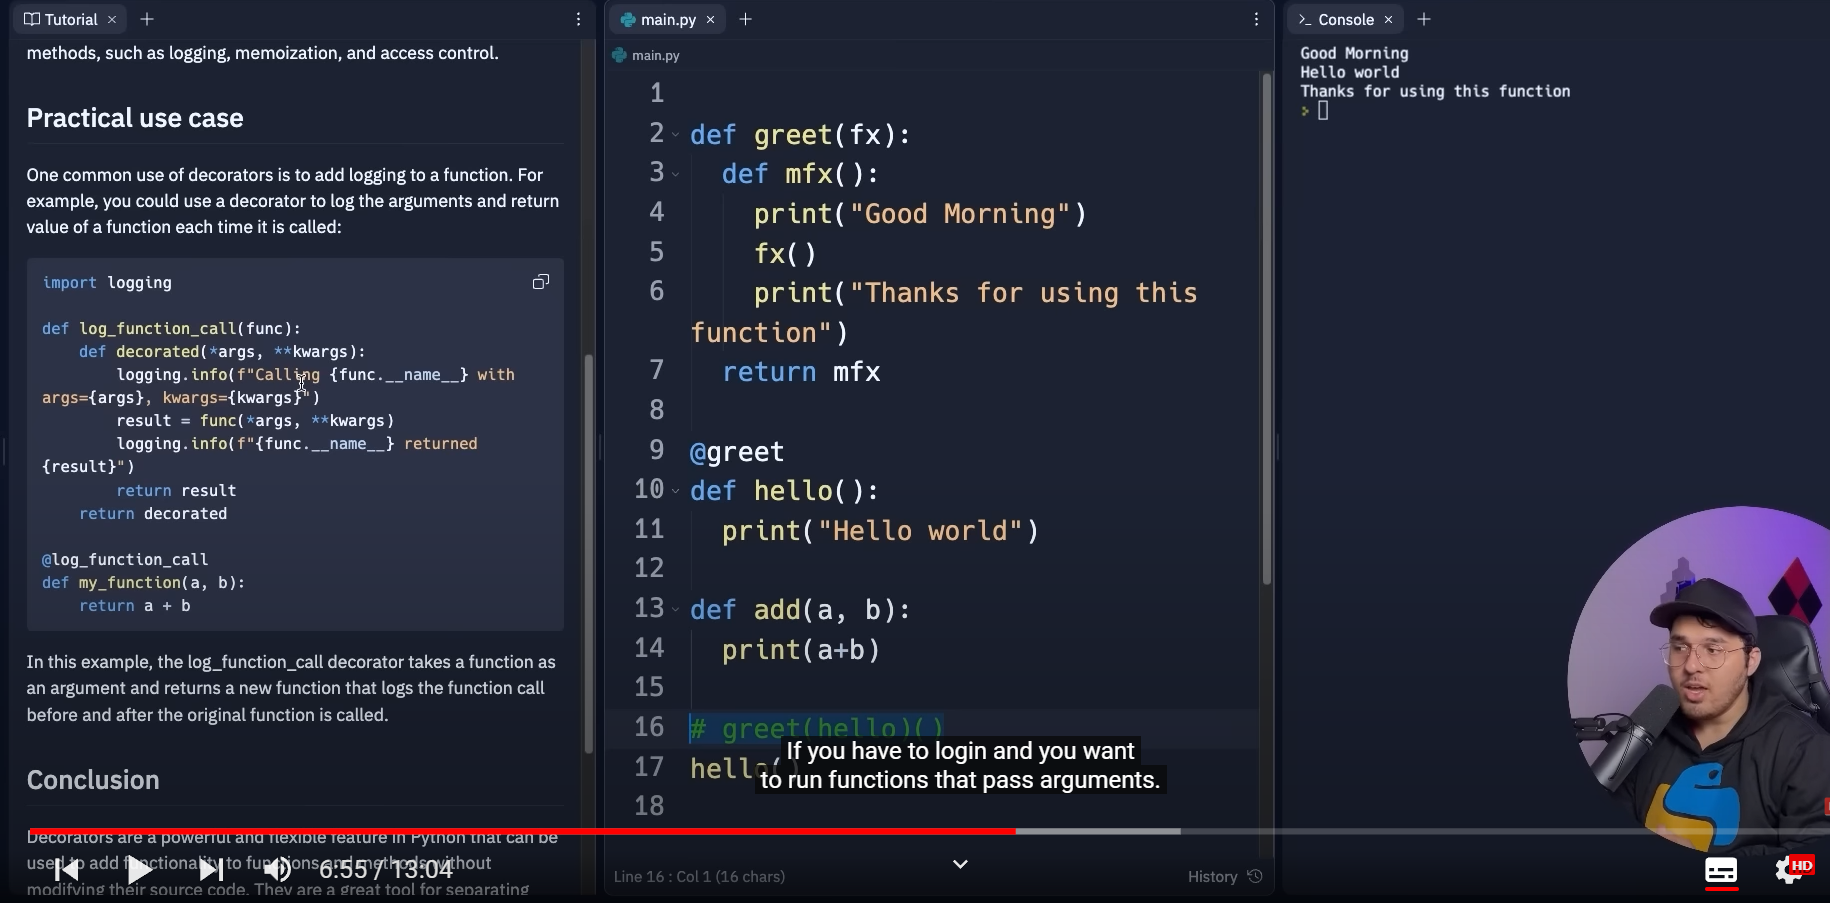 Tutorial
methods, such as logging, memoization, and access control.
Practical use case
One common use of decorators is to add logging to a function. For
example, you could use a decorator to log the arguments and return
value of a function each time it is called:
import logging
def log_function_call(func):
    def decorated(*args, **kwargs):
        logging.info(f"Calling {func.__name__} with
args={args}, kwargs={kwargs}")
        result = func(*args, **kwargs)
        logging.info(f"{func.__name__} returned
{result}")
        return result
    return decorated
@log_function_call
def my_function(a, b):
    return a + b
In this example, the log_function_call decorator takes a function as
an argument and returns a new function that logs the function call
before and after the original function is called.
Conclusion
Decorators are a powerful and flexible feature in Python that can be
used to add functionality to functions and methods without
modifying their source code. They are a great tool for separating
6:55 / 13:04
main.py
main.py
1
2 def greet(fx):
3   def mfx():
4     print("Good Morning")
5     fx()
6     print("Thanks for using this
function")
7   return mfx
8
9 @greet
10 def hello():
11   print("Hello world")
12
13 def add(a, b):
14   print(a+b)
15
16 # greet(hello)()
17 hello(
18
If you have to login and you want
to run functions that pass arguments.
Line 16 : Col 1 (16 chars)
History
Console
Good Morning
Hello world
Thanks for using this function
HD